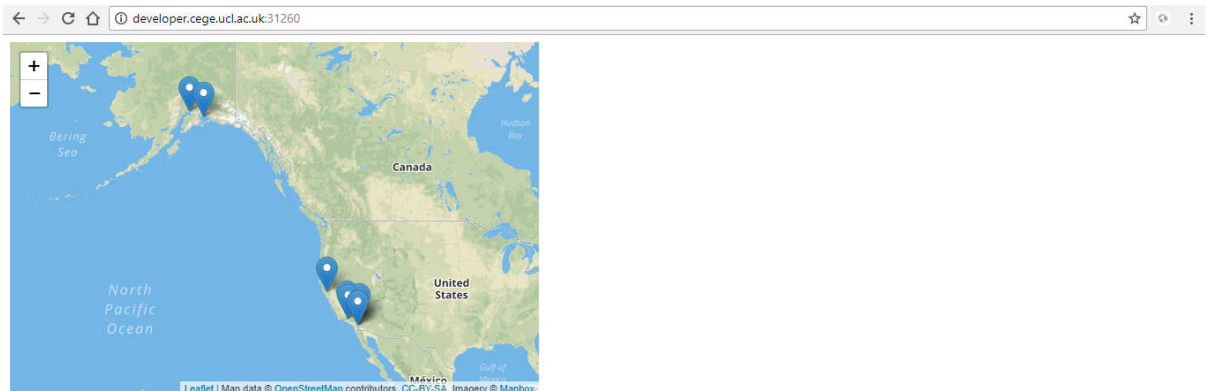 developer.cege.ucl.ac.uk:31260
+
−
Bering
Sea
Hudson
Bay
Canada
North
Pacific
Ocean
United
States
Gulf of
México
Leaflet | Map data © OpenStreetMap contributors, CC-BY-SA, Imagery © Mapbox